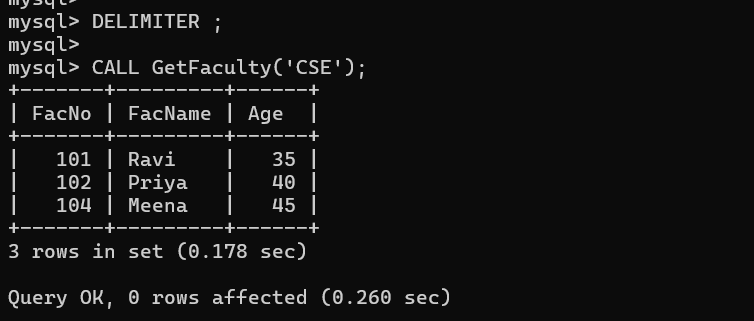 mysql> DELIMITER ;
mysql>
mysql> CALL GetFaculty('CSE');
+-------+---------+------+
| FacNo | FacName | Age  |
+-------+---------+------+
|   101 | Ravi    |   35 |
|   102 | Priya   |   40 |
|   104 | Meena   |   45 |
+-------+---------+------+
3 rows in set (0.178 sec)

Query OK, 0 rows affected (0.260 sec)